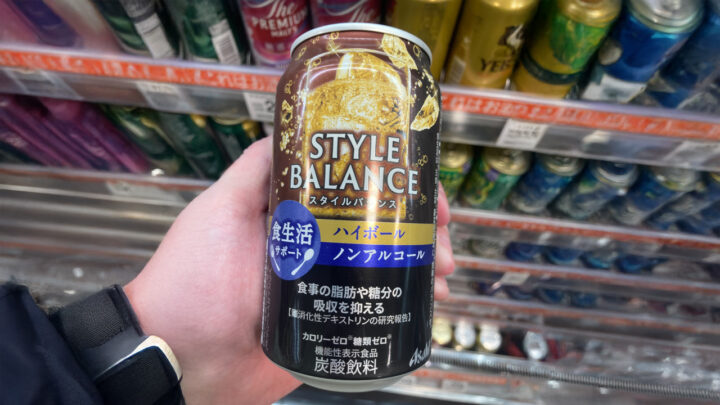 The
PREMIUM
MALT'S
STYLE
BALANCE
スタイルバランス
食生活
サポート
ハイボール
ノンアルコール
食事の脂肪や糖分の
吸収を抑える
【難消化性デキストリンの研究報告】
カロリーゼロ※糖類ゼロ※
機能性表示食品
炭酸飲料
Asahi